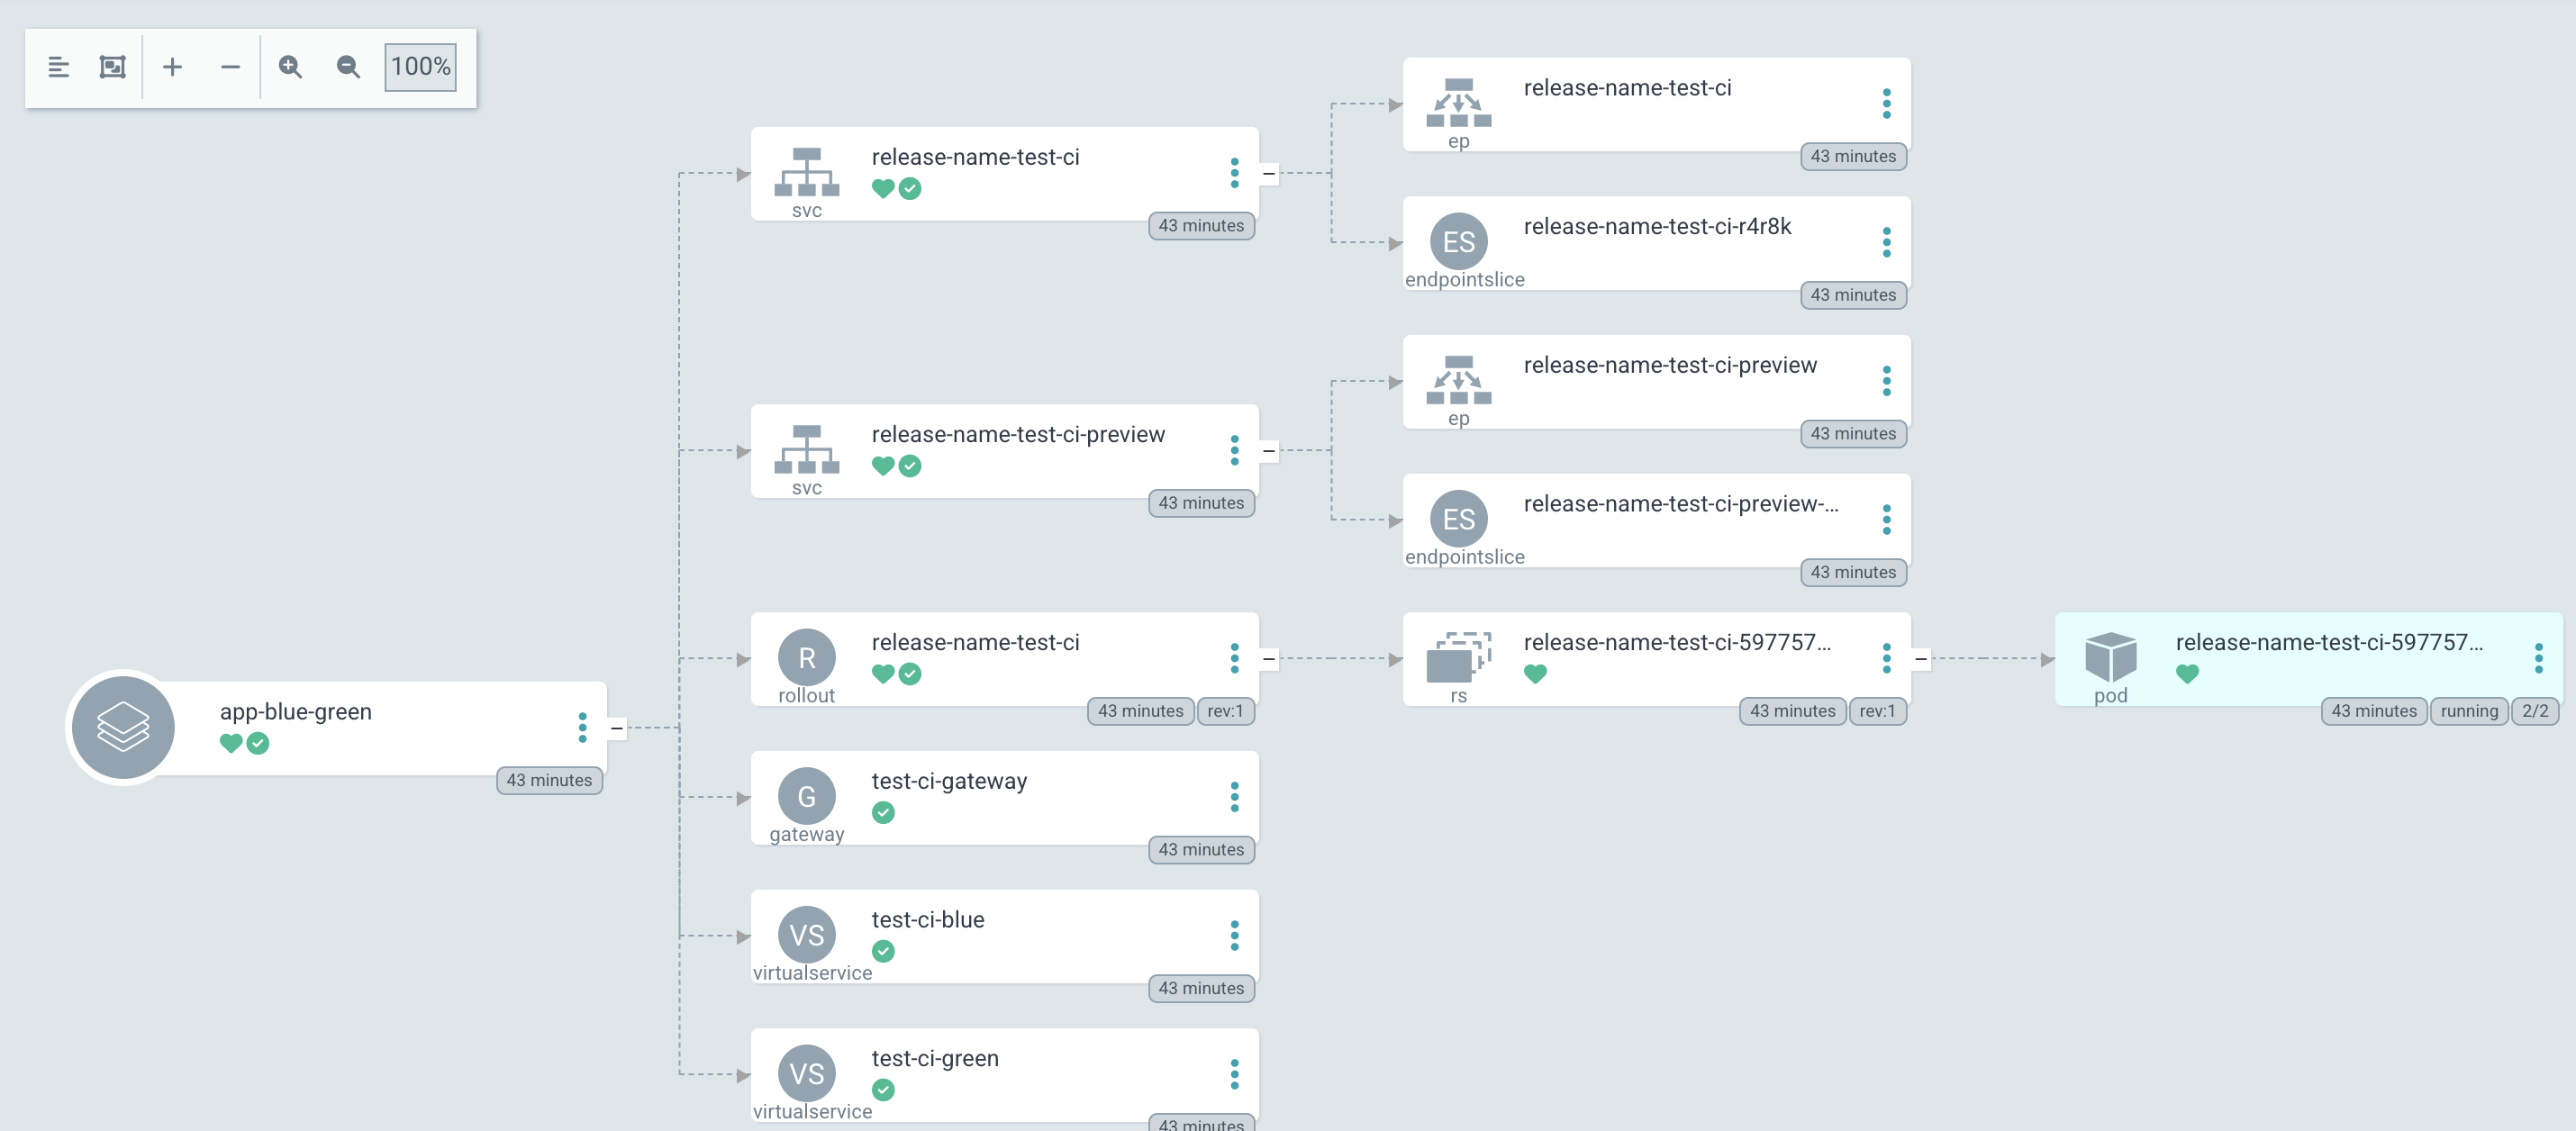 100%
release-name-test-ci
ep
43 minutes
release-name-test-ci
svc
43 minutes
ES
release-name-test-ci-r4r8k
endpointslice
43 minutes
release-name-test-ci-preview
ep
43 minutes
release-name-test-ci-preview
svc
43 minutes
ES
release-name-test-ci-preview-...
endpointslice
43 minutes
R
release-name-test-ci
rollout
43 minutes rev:1
release-name-test-ci-597757...
rs
43 minutes rev:1
release-name-test-ci-597757...
pod
43 minutes running 2/2
app-blue-green
43 minutes
G
test-ci-gateway
gateway
43 minutes
VS
test-ci-blue
virtualservice
43 minutes
VS
test-ci-green
virtualservice
43 minutes